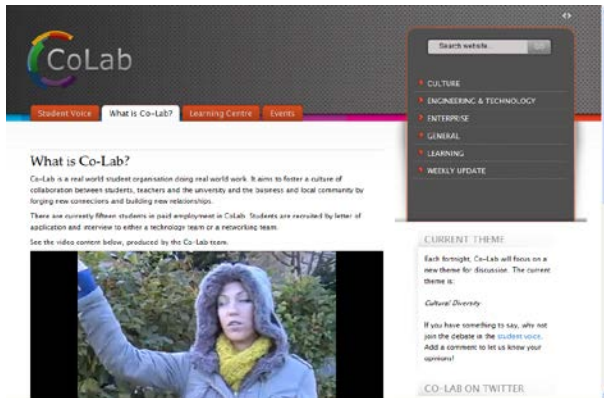 CoLab
Search website...
GO
Student Voice
What is Co-Lab?
Learning Centre
Events
CULTURE
ENGINEERING & TECHNOLOGY
ENTERPRISE
GENERAL
LEARNING
WEEKLY UPDATE
What is Co-Lab?
Co-Lab is a real world student organisation doing real world work. It aims to foster a culture of
collaboration between students, teachers and the university and the business and local community by
forging new connections and building new relationships.
There are currently fifteen students in paid employment in CoLab. Students are recruited by letter of
application and interview to either a technology team or a networking team.
See the video content below, produced by the Co-Lab team.
CURRENT THEME
Each fortnight, Co-Lab will focus on a
new theme for discussion. The current
theme is:
Cultural Diversity
If you have something to say, why not
join the debate in the student voice.
Add a comment to let us know your
opinions!
CO-LAB ON TWITTER